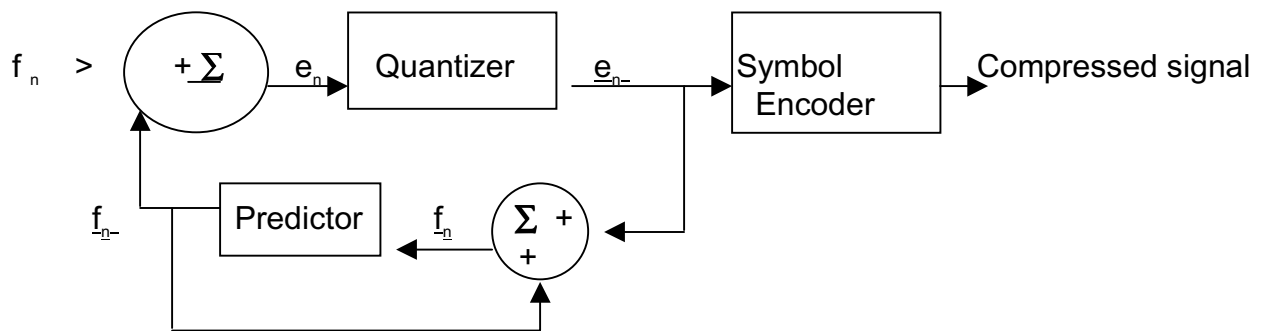 f n > + Σ e n Quantizer e n- Symbol Compressed signal
Encoder
f n- Predictor f n Σ +
+